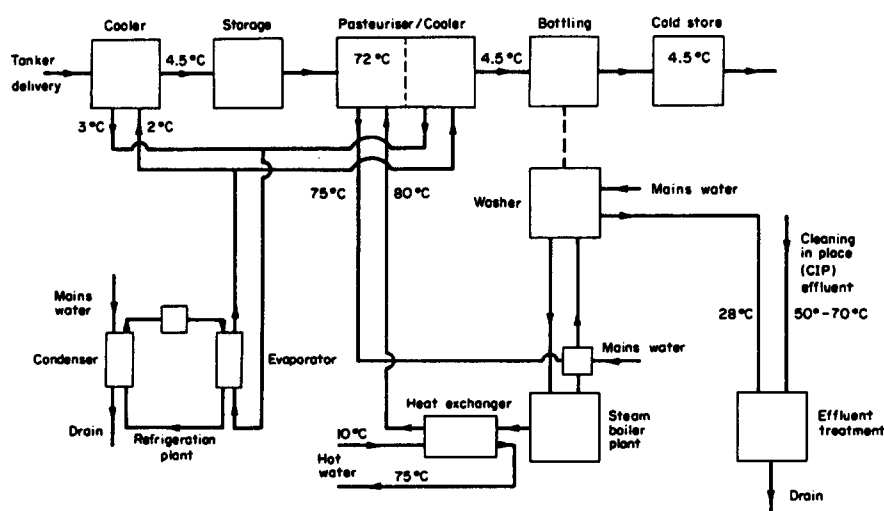 Cooler
Storage
Pasteuriser/Cooler
Bottling
Cold store
Tanker
delivery
4.5°C
72°C
4.5°C
4.5°C
3°C
2°C
75°C
80°C
Washer
Mains water
Cleaning
in place
(CIP)
effluent
28°C
50°-70°C
Mains
water
Condenser
Evaporator
Mains water
Drain
Refrigeration
plant
Heat exchanger
10°C
Hot
water
75°C
Steam
boiler
plant
Effluent
treatment
Drain